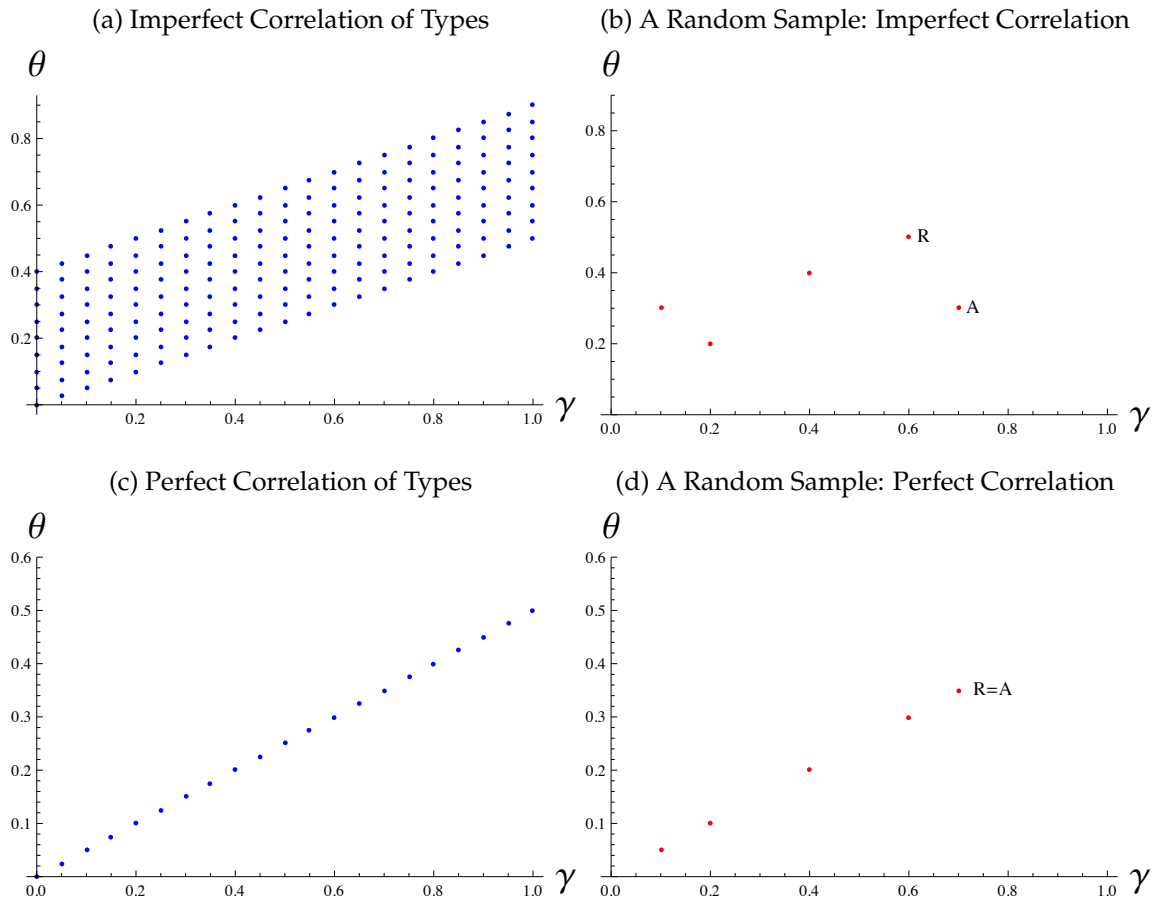 (a) Imperfect Correlation of Types
θ
0.8
0.6
0.4
0.2
0.2 0.4 0.6 0.8 1.0 γ
(b) A Random Sample: Imperfect Correlation
θ
0.8
0.6
R
0.4
A
0.2
0.0 0.2 0.4 0.6 0.8 1.0 γ
(c) Perfect Correlation of Types
θ
0.6
0.5
0.4
0.3
0.2
0.1
0.0 0.2 0.4 0.6 0.8 1.0 γ
(d) A Random Sample: Perfect Correlation
θ
0.6
0.5
0.4
R=A
0.3
0.2
0.1
0.0 0.2 0.4 0.6 0.8 1.0 γ